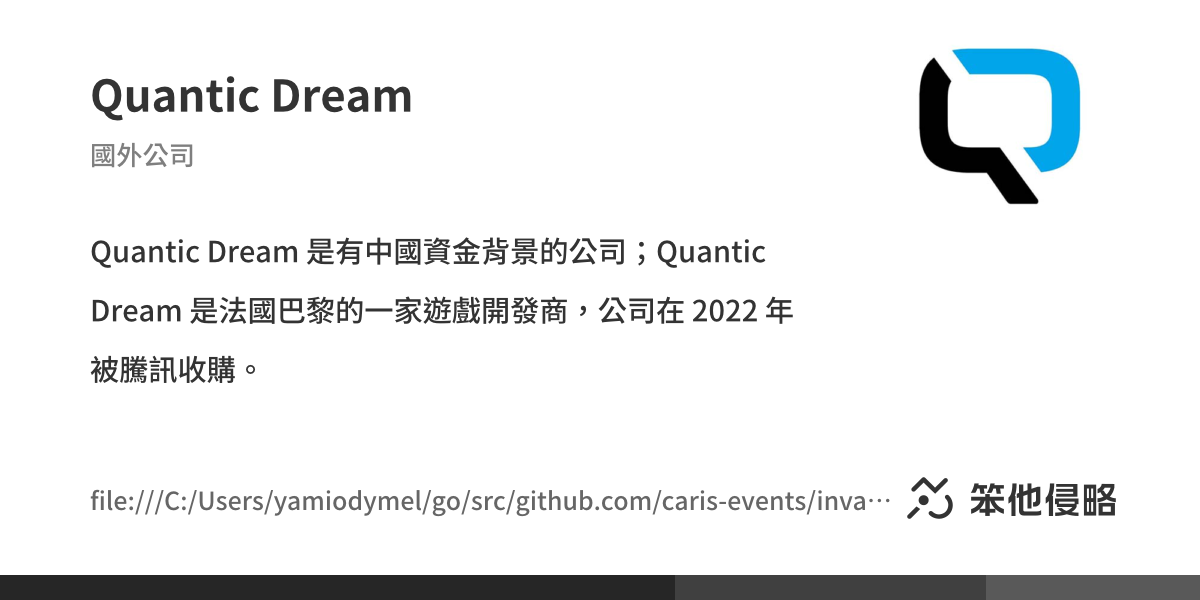 Quantic Dream
國外公司
Quantic Dream 是有中國資金背景的公司；Quantic
Dream 是法國巴黎的一家遊戲開發商，公司在 2022 年
被騰訊收購。
file:///C:/Users/yamiodymel/go/src/github.com/caris-events/inva…
笨他侵略